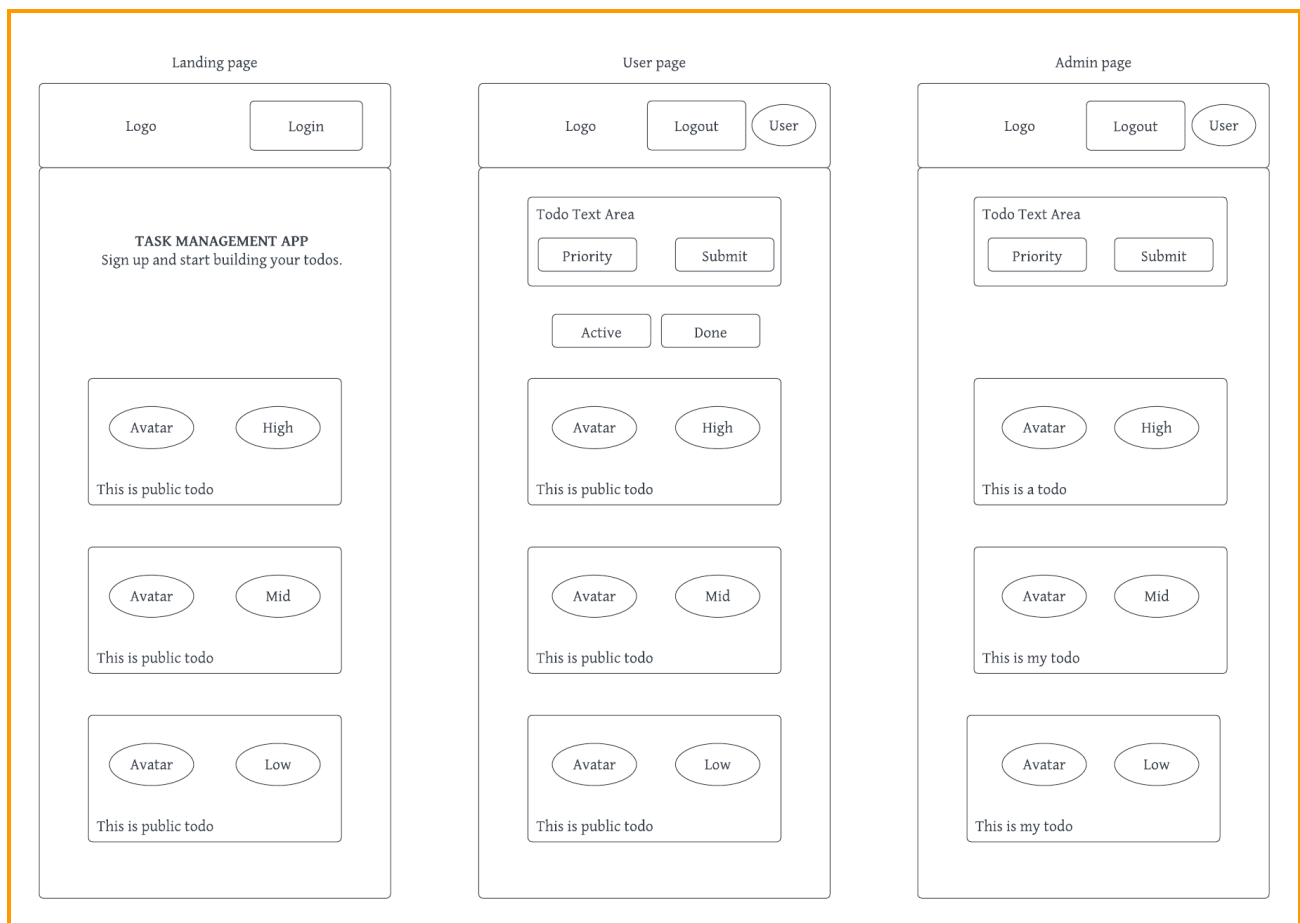 Landing page
Logo
Login
TASK MANAGEMENT APP
Sign up and start building your todos.
Avatar
High
This is public todo
Avatar
Mid
This is public todo
Avatar
Low
This is public todo
User page
Logo
Logout
User
Todo Text Area
Priority
Submit
Active
Done
Avatar
High
This is public todo
Avatar
Mid
This is public todo
Avatar
Low
This is public todo
Admin page
Logo
Logout
User
Todo Text Area
Priority
Submit
Avatar
High
This is a todo
Avatar
Mid
This is my todo
Avatar
Low
This is my todo